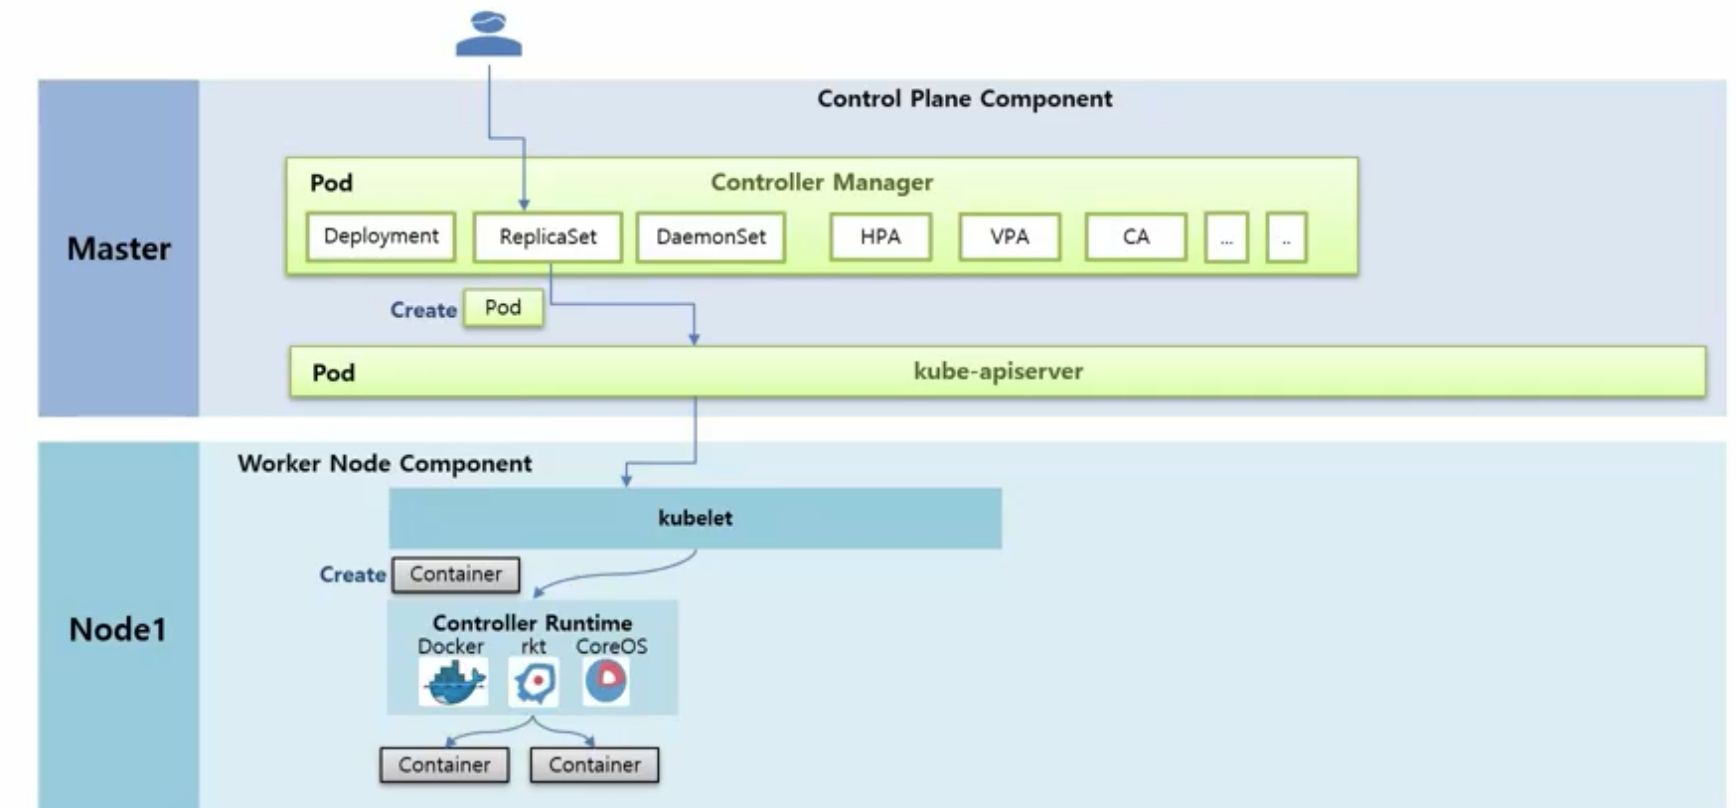 Control Plane Component
Master
Pod
Controller Manager
Deployment
ReplicaSet
DaemonSet
HPA
VPA
CA
...
..
Create
Pod
Pod
kube-apiserver
Node1
Worker Node Component
kubelet
Create
Container
Controller Runtime
Docker
rkt
CoreOS
Container
Container